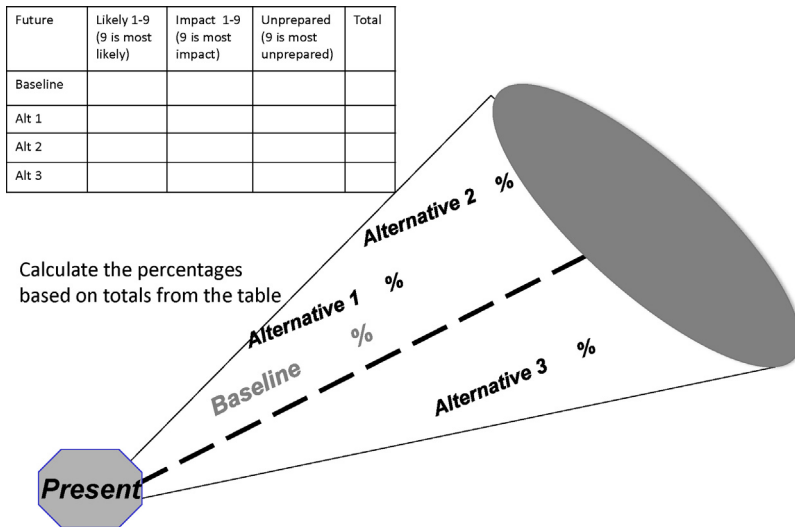 Future Likely 1-9 Impact 1-9 Unprepared Total
(9 is most (9 is most (9 is most
likely) impact) unprepared)
Baseline
Alt 1
Alt 2
Alt 3
Alternative 2 %
Calculate the percentages
based on totals from the table
Alternative 1 %
Baseline %
Alternative 3 %
Present